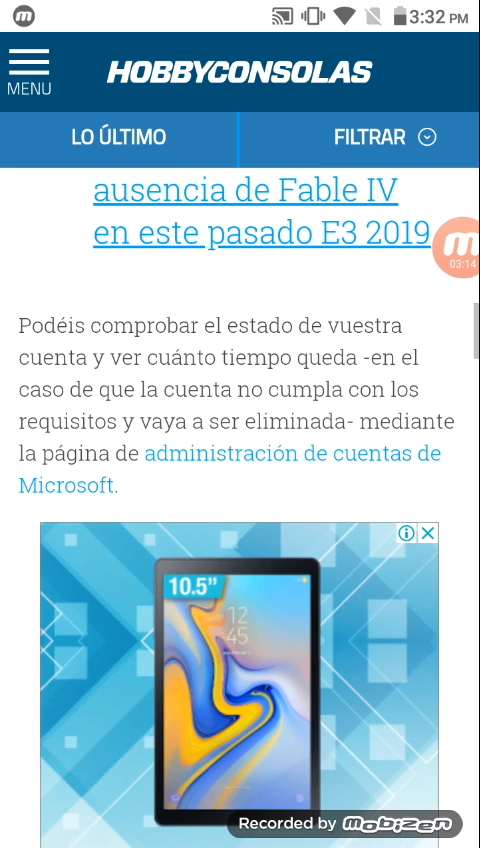 3:32 PM
HOBBYCONSOLAS
MENU
LO ÚLTIMO
FILTRAR
ausencia de Fable IV
en este pasado E3 2019
03:14
Podéis comprobar el estado de vuestra
cuenta y ver cuánto tiempo queda -en el
caso de que la cuenta no cumpla con los
requisitos y vaya a ser eliminada- mediante
la página de administración de cuentas de
Microsoft.
10.5”
12
45
Recorded by mobizen